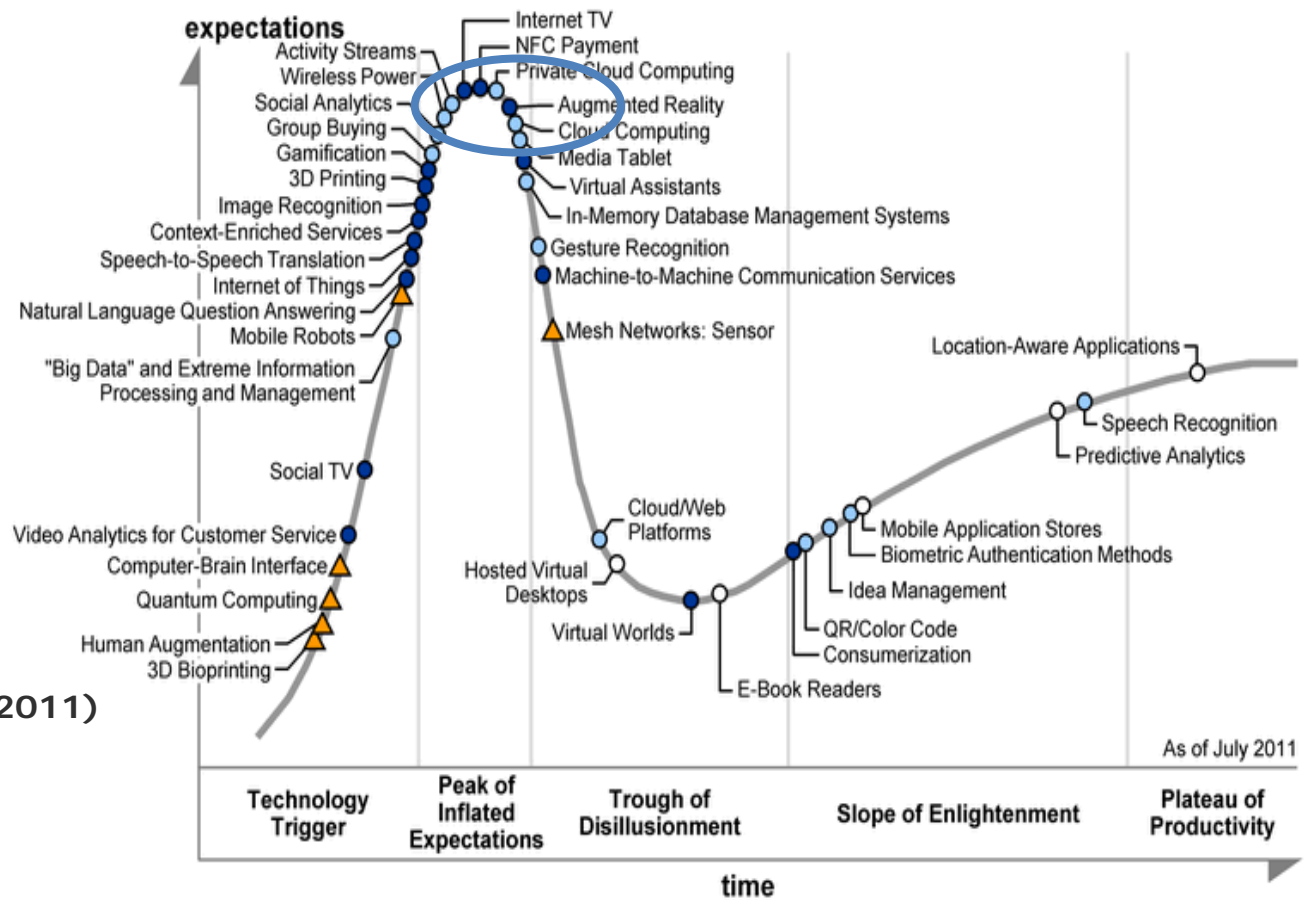 expectations
Internet TV
NFC Payment
Private Cloud Computing
Augmented Reality
Cloud Computing
Media Tablet
Virtual Assistants
In-Memory Database Management Systems
Gesture Recognition
Machine-to-Machine Communication Services
Mesh Networks: Sensor
Activity Streams
Wireless Power
Social Analytics
Group Buying
Gamification
3D Printing
Image Recognition
Context-Enriched Services
Speech-to-Speech Translation
Internet of Things
Natural Language Question Answering
Mobile Robots
"Big Data" and Extreme Information
Processing and Management
Social TV
Video Analytics for Customer Service
Computer-Brain Interface
Quantum Computing
Human Augmentation
3D Bioprinting
2011)
Cloud/Web
Platforms
Hosted Virtual
Desktops
Virtual Worlds
E-Book Readers
Location-Aware Applications
Speech Recognition
Predictive Analytics
Mobile Application Stores
Biometric Authentication Methods
Idea Management
QR/Color Code
Consumerization
As of July 2011
Technology
Trigger
Peak of
Inflated
Expectations
Trough of
Disillusionment
Slope of Enlightenment
Plateau of
Productivity
time